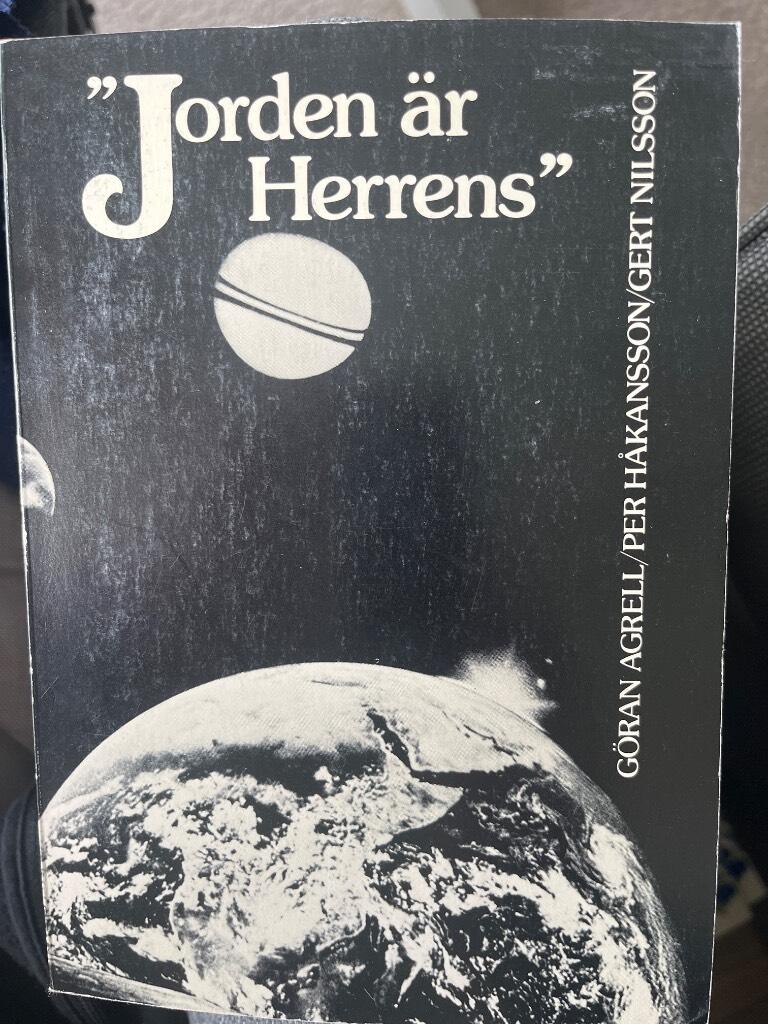 ”Jorden är
Herrens”
GÖRAN AGRELL/PER HÅKANSSON/GERT NILSSON